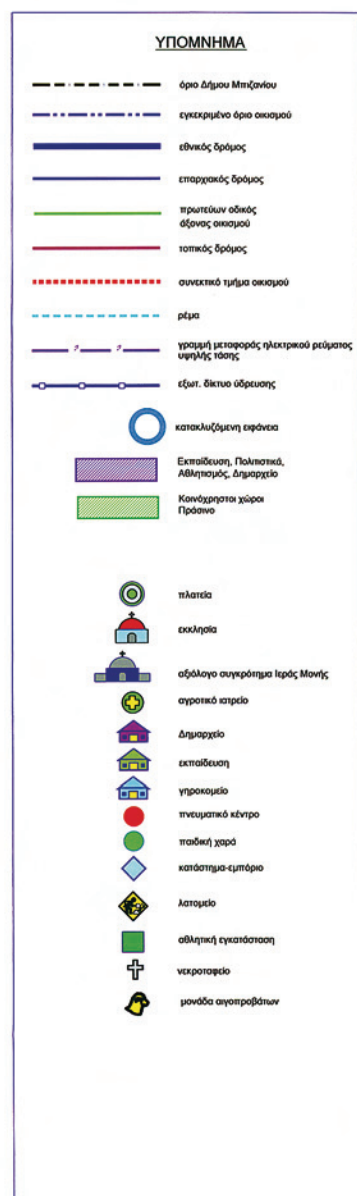 ΥΠΟΜΝΗΜΑ
όριο Δήμου Μπιζανίου
εγκεκριμένο όριο οικισμού
εθνικός δρόμος
επαρχιακός δρόμος
πρωτεύων οδικός
άξονας οικισμού
τοπικός δρόμος
συνεκτικό τμήμα οικισμού
ρέμα
γραμμή μεταφοράς ηλεκτρικού ρεύματος
υψηλής τάσης
εξωτ. δίκτυο ύδρευσης
κατακλυζόμενη ειφάνεια
Εκπαίδευση, Πολιτιστικά,
Αθλητισμός, Δημαρχείο
Κοινόχρηστοι χώροι
Πράσινο
πλατεία
εκκλησία
αξιόλογο συγκρότημα Ιεράς Μονής
αγροτικό ιατρείο
Δημαρχείο
εκπαίδευση
γηροκομείο
πνευματικό κέντρο
παιδική χαρά
κατάστημα-εμπόριο
λατομείο
αθλητική εγκατάσταση
νεκροταφείο
μονάδα αιγοπροβάτων